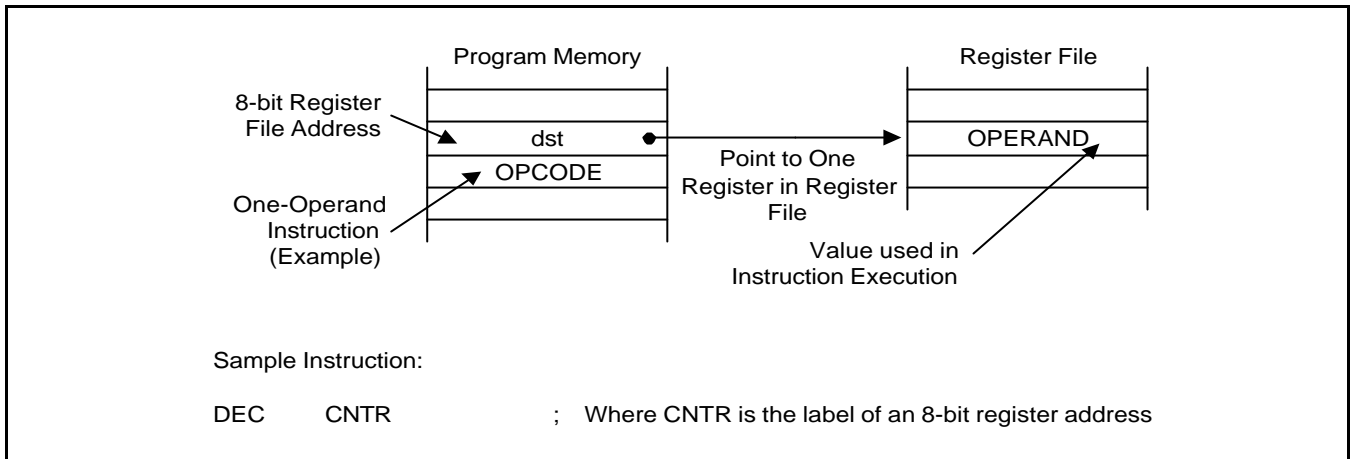 Program Memory
Register File
8-bit Register
File Address
dst
OPERAND
OPCODE
Point to One
Register in Register
File
One-Operand
Instruction
(Example)
Value used in
Instruction Execution
Sample Instruction:
DEC CNTR ; Where CNTR is the label of an 8-bit register address